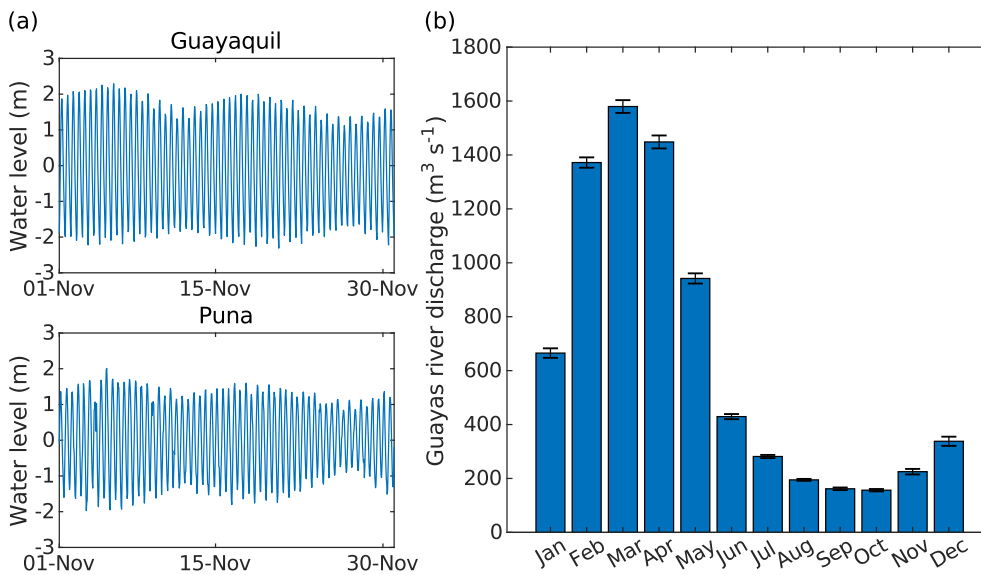 (a)
Guayaquil
Water level (m)
3
2
1
0
-1
-2
-3
01-Nov 15-Nov 30-Nov
Puna
Water level (m)
3
2
1
0
-1
-2
-3
01-Nov 15-Nov 30-Nov
(b)
Guayas river discharge (m³ s⁻¹)
1800
1600
1400
1200
1000
800
600
400
200
0
Jan Feb Mar Apr May Jun Jul Aug Sep Oct Nov Dec